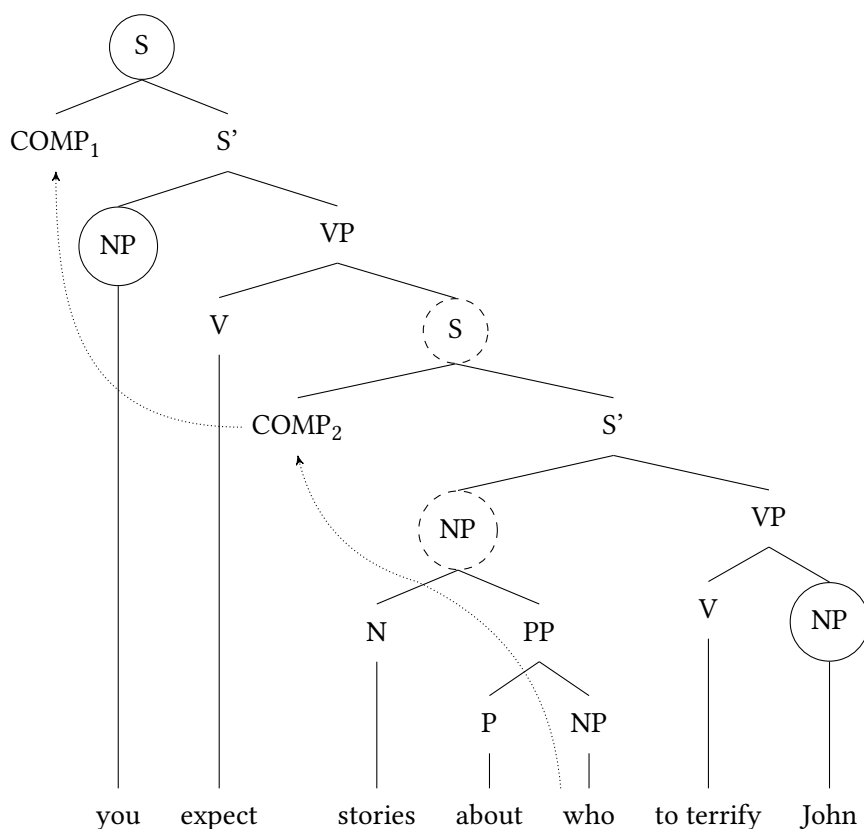 S
COMP₁ S’
NP VP
V S
COMP₂ S’
NP VP
N PP V NP
P NP
you expect stories about who to terrify John